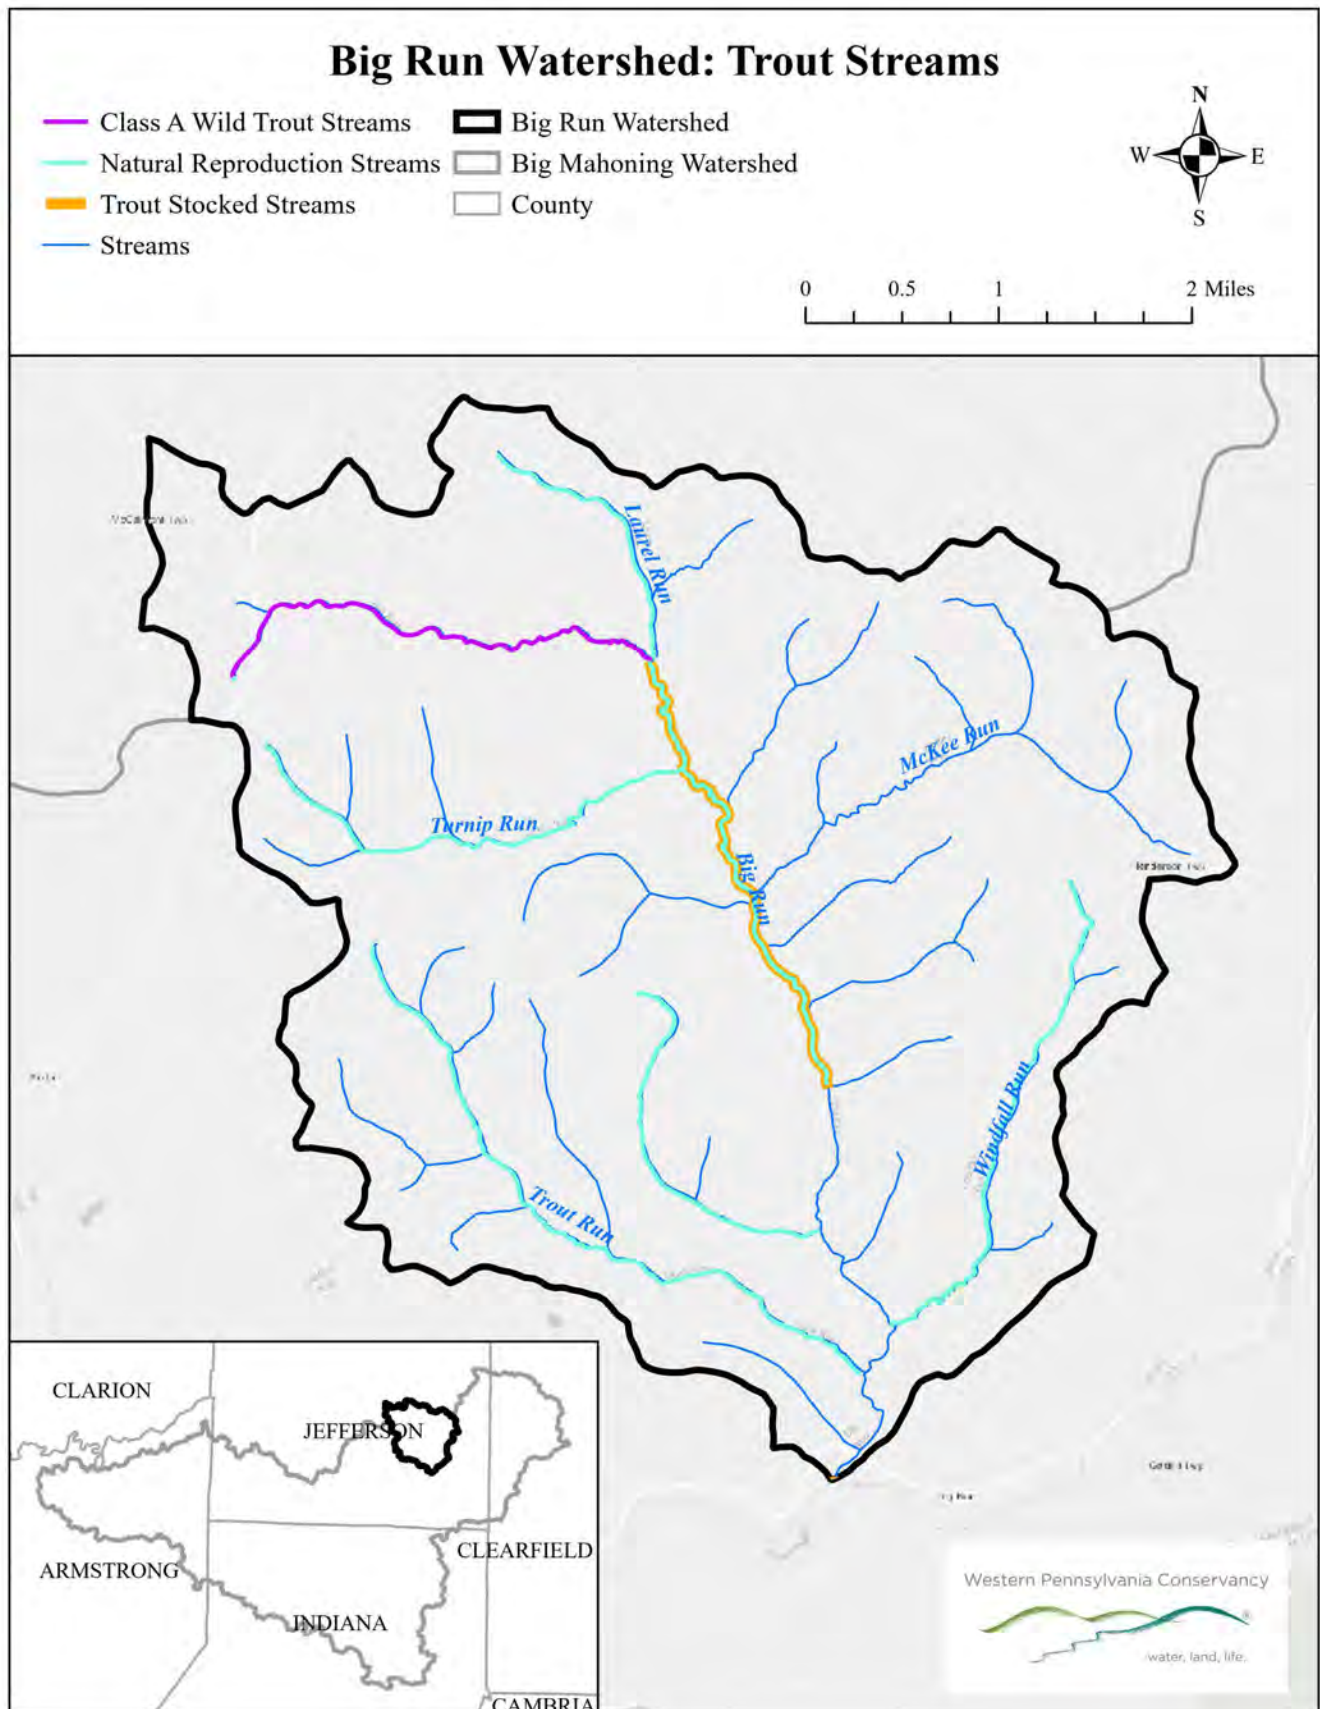 Big Run Watershed: Trout Streams
Class A Wild Trout Streams
Natural Reproduction Streams
Trout Stocked Streams
Streams
Big Run Watershed
Big Mahoning Watershed
County
N
W E
S
0 0.5 1 2 Miles
Laurel Run
McKee Run
Turnip Run
Big Run
Windfall Run
Trout Run
CLARION
JEFFERSON
CLEARFIELD
ARMSTRONG
INDIANA
CAMBRIA
Western Pennsylvania Conservancy
®
water, land, life.